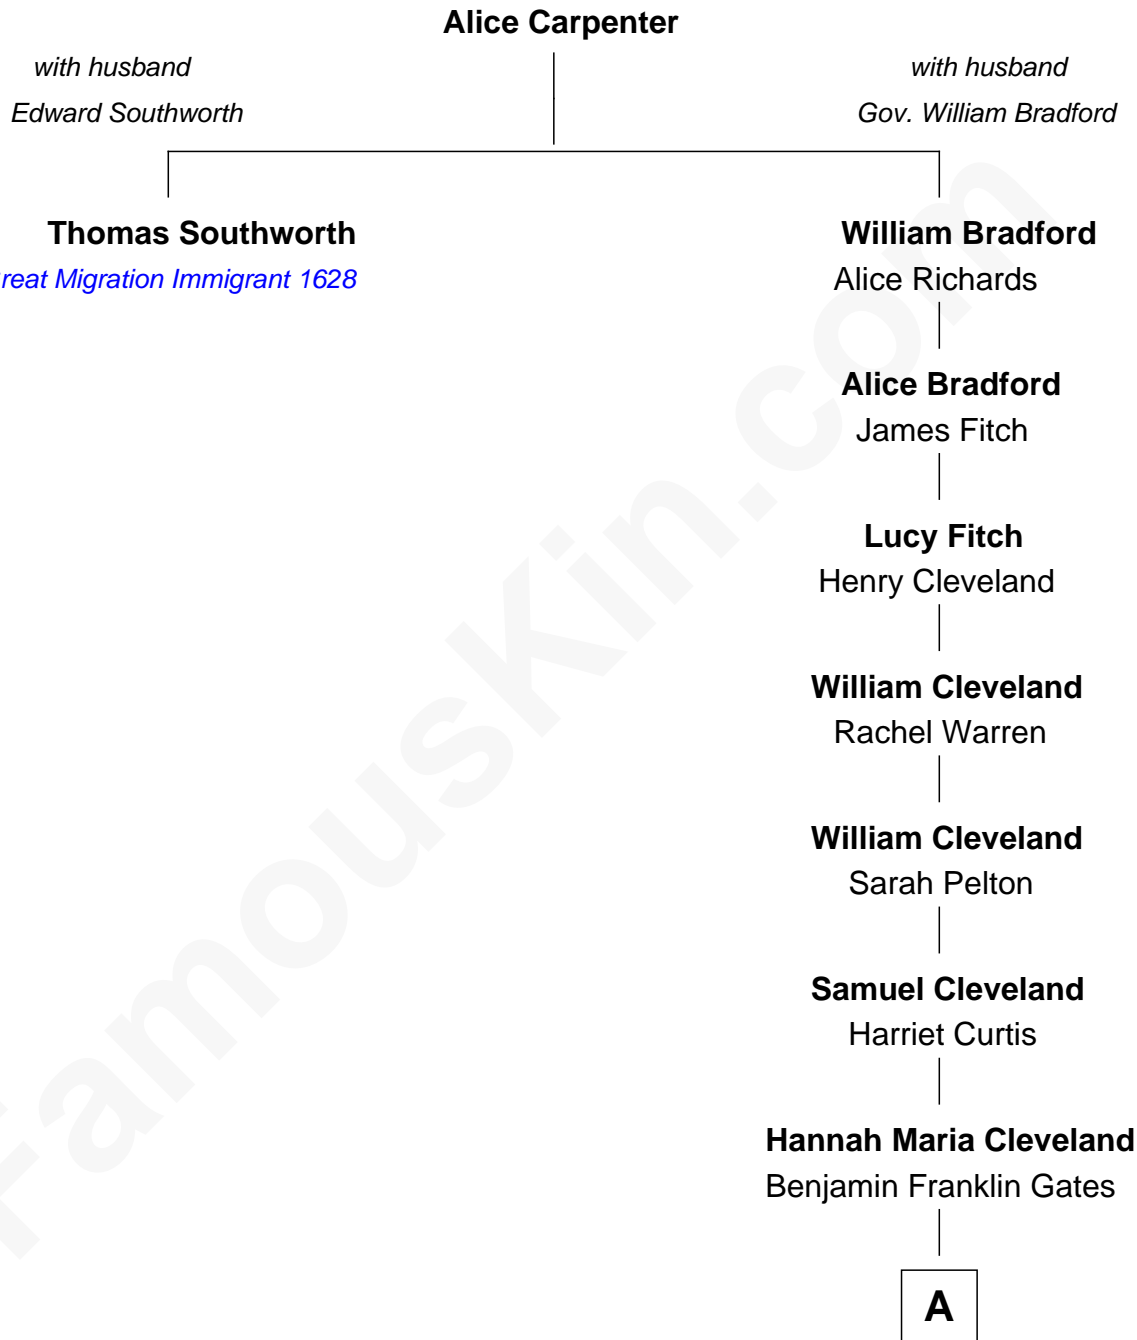 Alice Carpenter
with husband
Edward Southworth
with husband
Gov. William Bradford
Thomas Southworth
reat Migration Immigrant 1628
William Bradford
Alice Richards
Alice Bradford
James Fitch
Lucy Fitch
Henry Cleveland
William Cleveland
Rachel Warren
William Cleveland
Sarah Pelton
Samuel Cleveland
Harriet Curtis
Hannah Maria Cleveland
Benjamin Franklin Gates
A
FamousKin.com